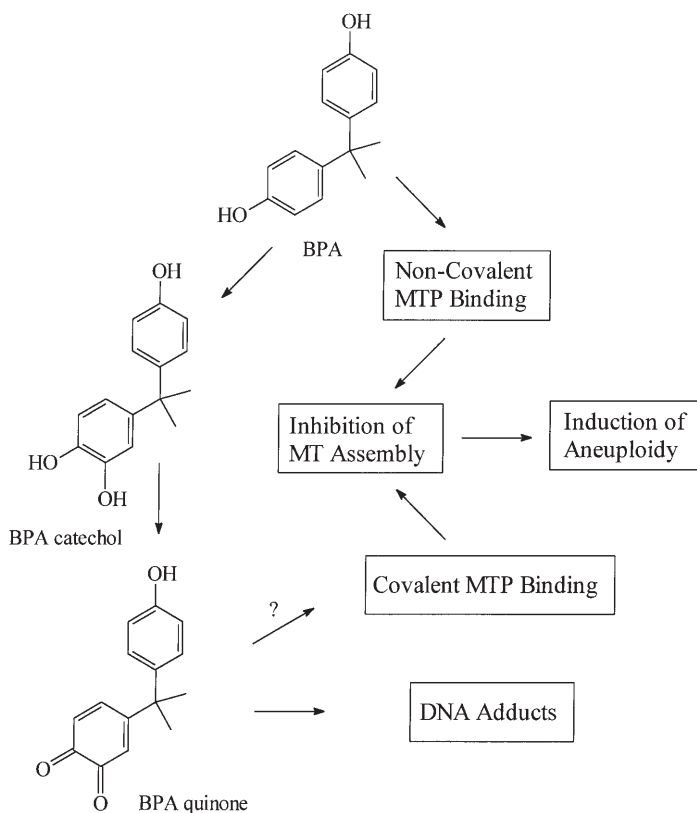 OH
HO
BPA
Non-Covalent
MTP Binding
OH
HO
OH
BPA catechol
Inhibition of
MT Assembly
Induction of
Aneuploidy
Covalent MTP Binding
OH
?
O
O
BPA quinone
DNA Adducts